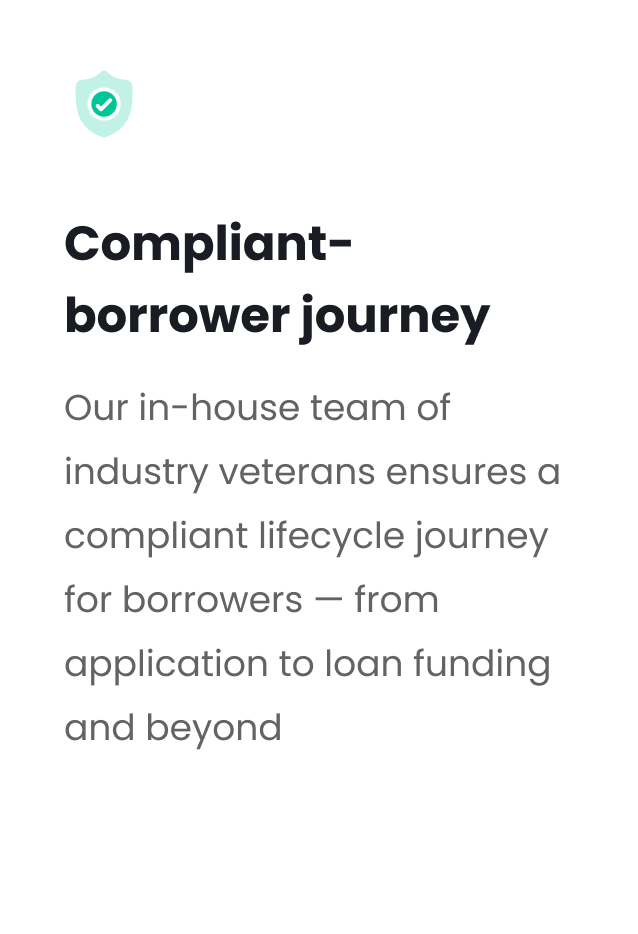 Compliant-
borrower journey
Our in-house team of
industry veterans ensures a
compliant lifecycle journey
for borrowers — from
application to loan funding
and beyond